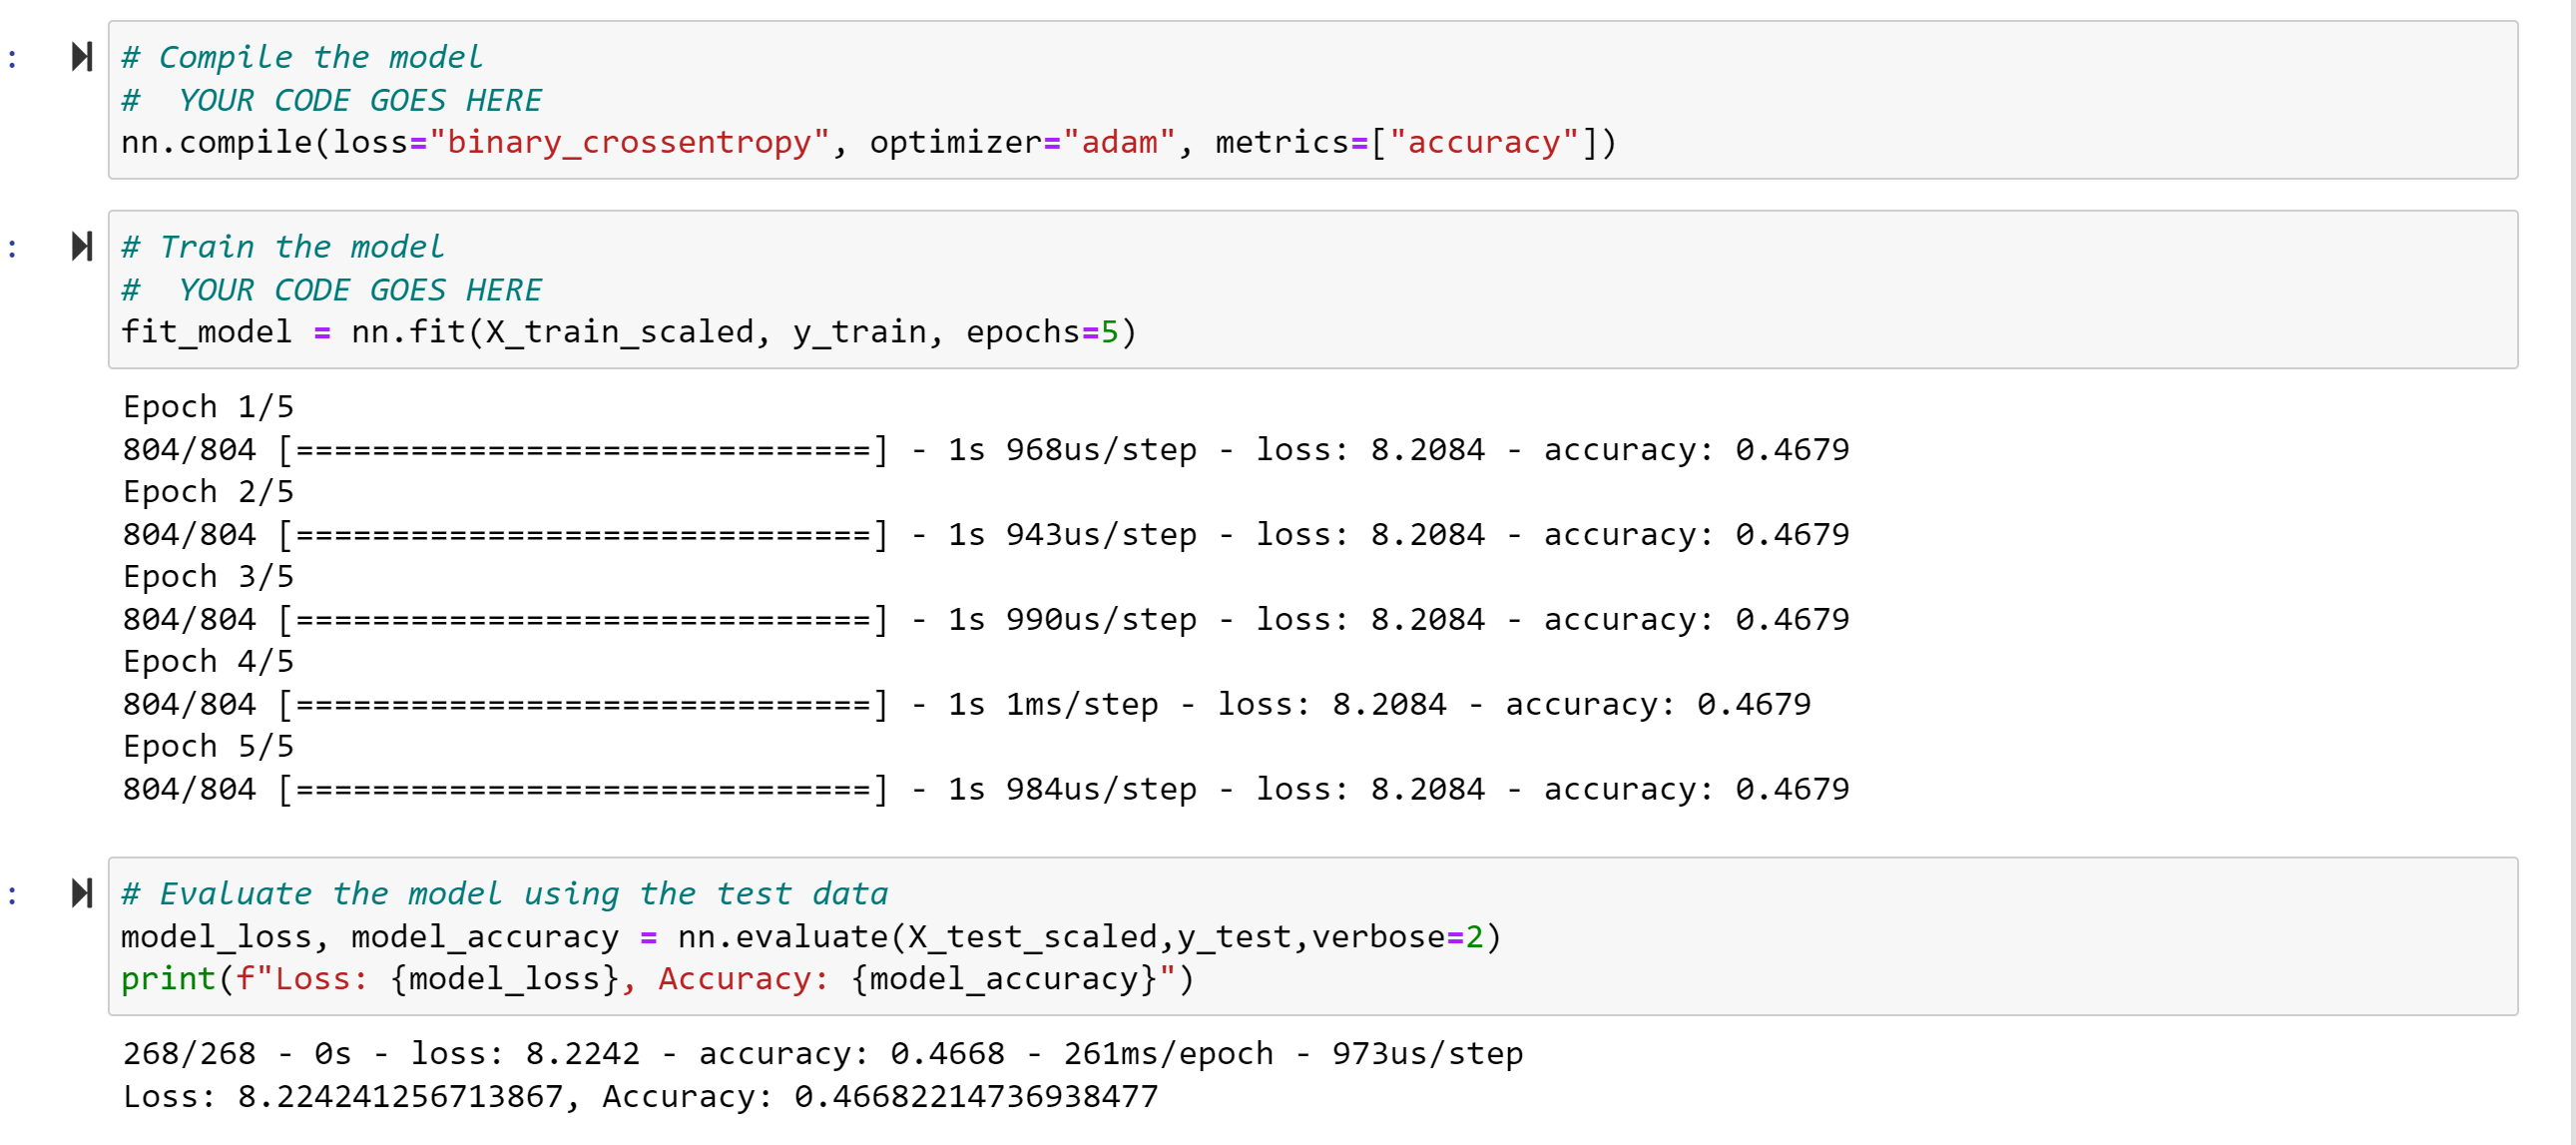 :
# Compile the model
#  YOUR CODE GOES HERE
nn.compile(loss="binary_crossentropy", optimizer="adam", metrics=["accuracy"])
:
# Train the model
#  YOUR CODE GOES HERE
fit_model = nn.fit(X_train_scaled, y_train, epochs=5)
Epoch 1/5
804/804 [==============================] - 1s 968us/step - loss: 8.2084 - accuracy: 0.4679
Epoch 2/5
804/804 [==============================] - 1s 943us/step - loss: 8.2084 - accuracy: 0.4679
Epoch 3/5
804/804 [==============================] - 1s 990us/step - loss: 8.2084 - accuracy: 0.4679
Epoch 4/5
804/804 [==============================] - 1s 1ms/step - loss: 8.2084 - accuracy: 0.4679
Epoch 5/5
804/804 [==============================] - 1s 984us/step - loss: 8.2084 - accuracy: 0.4679
:
# Evaluate the model using the test data
model_loss, model_accuracy = nn.evaluate(X_test_scaled,y_test,verbose=2)
print(f"Loss: {model_loss}, Accuracy: {model_accuracy}")
268/268 - 0s - loss: 8.2242 - accuracy: 0.4668 - 261ms/epoch - 973us/step
Loss: 8.224241256713867, Accuracy: 0.46682214736938477